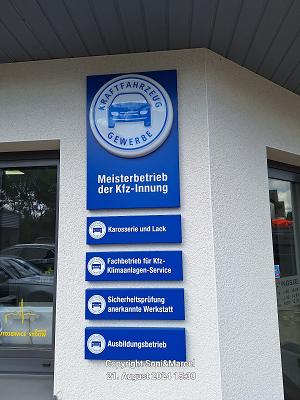 KRAFTFAHRZEUG
GEWERBE
Meisterbetrieb
der Kfz-Innung
Karosserie und Lack
Fachbetrieb für Kfz-
Klimaanlagen-Service
Sicherheitsprüfung
anerkannte Werkstatt
Ausbildungsbetrieb
Copyright Soni&Marcel
21. August 2024 18:30